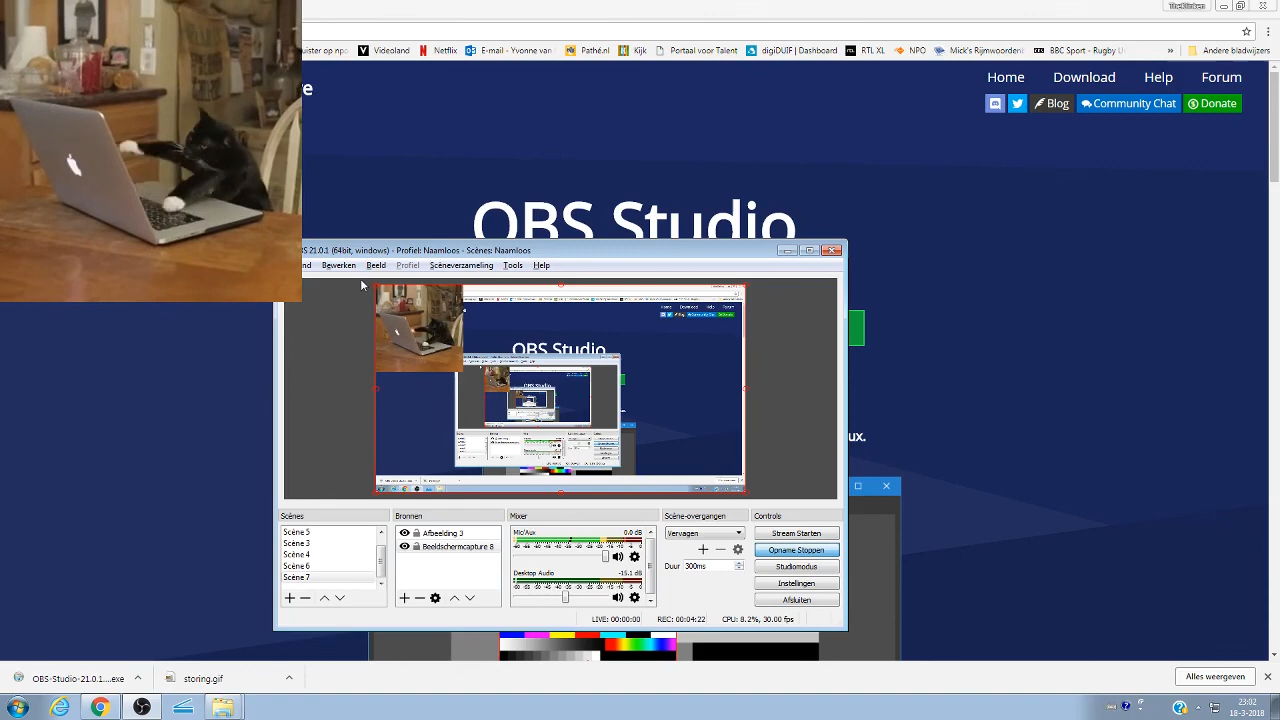 uister op npo
Videoland
Netflix
E-mail - Yvonne van
Pathé.nl
Kijk
Portaal voor Talent
digiDUIF | Dashboard
RTL XL
NPO
Mick's Rijmwoorden
BBC Sport - Rugby U
Andere bladwijzers
Home
Download
Help
Forum
Blog
Community Chat
Donate
OBS Studio
S 21.0.1 (64bit, windows) - Profiel: Naamloos - Scènes: Naamloos
nd
Bewerken
Beeld
Profiel
Scèneverzameling
Tools
Help
OBS Studio
ux.
Scènes
Bronnen
Mixer
Scène-overgangen
Controls
Scène 5
Scène 3
Scène 4
Scène 6
Scène 7
Afbeelding 3
Beeldschermcapture 8
Mic/Aux
0.0 dB
Desktop Audio
-15.1 dB
Vervagen
Duur
300ms
Stream Starten
Opname Stoppen
Studiomodus
Instellingen
Afsluiten
LIVE: 00:00:00
REC: 00:04:22
CPU: 8.2%, 30.00 fps
OBS-Studio-21.0.1....exe
storing.gif
Alles weergeven
23:02
18-3-2018